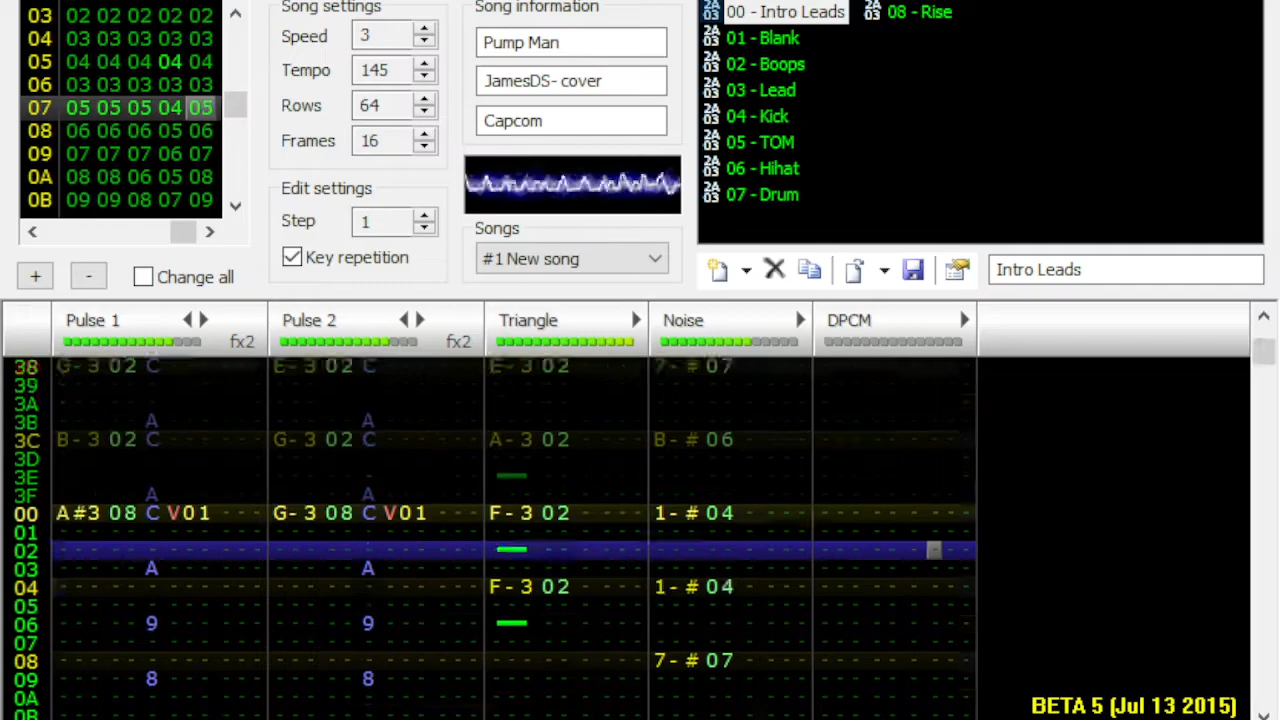 Song settings
Song information
00 - Intro Leads
08 - Rise
03 02 02 02 02 02
04 03 03 03 03 03
05 04 04 04 04 04
06 03 03 03 03 03
07 05 05 05 04 05
08 06 06 06 05 06
09 07 07 07 06 07
0A 08 08 06 05 08
0B 09 09 08 07 09
Speed 3
Tempo 145
Rows 64
Frames 16
Pump Man
JamesDS- cover
Capcom
01 - Blank
02 - Boops
03 - Lead
04 - Kick
05 - TOM
06 - Hihat
07 - Drum
Edit settings
Step 1
Key repetition
Songs
#1 New song
+ - Change all
Intro Leads
Pulse 1 fx2
Pulse 2 fx2
Triangle
Noise
DPCM
38 G-3 02 C E-3 02 C E-3 02 7-# 07
39
3A
3B A A
3C B-3 02 C G-3 02 C A-3 02 B-# 06
3D
3E
3F A A
00 A#3 08 C V01 G-3 08 C V01 F-3 02 1-# 04
01
02
03 A A
04 F-3 02 1-# 04
05
06 9 9
07
08 7-# 07
09 8 8
0A
0B
BETA 5 (Jul 13 2015)